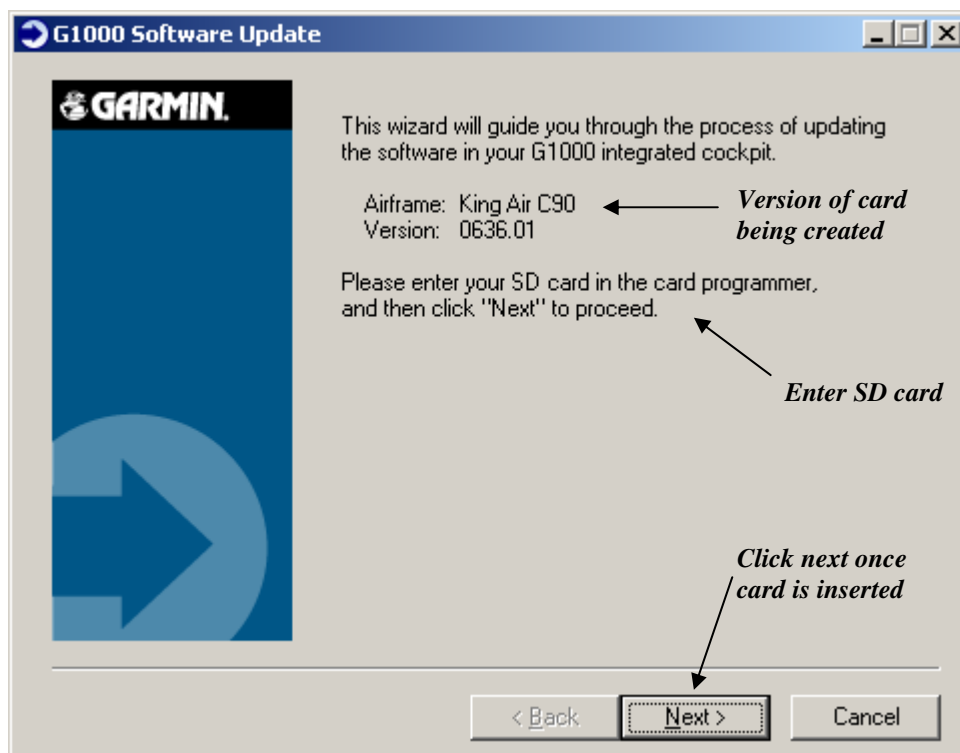 G1000 Software Update
GARMIN.
This wizard will guide you through the process of updating
the software in your G1000 integrated cockpit.
Airframe: King Air C90
Version: 0636.01
Version of card
being created
Please enter your SD card in the card programmer,
and then click "Next" to proceed.
Enter SD card
Click next once
card is inserted
< Back
Next >
Cancel